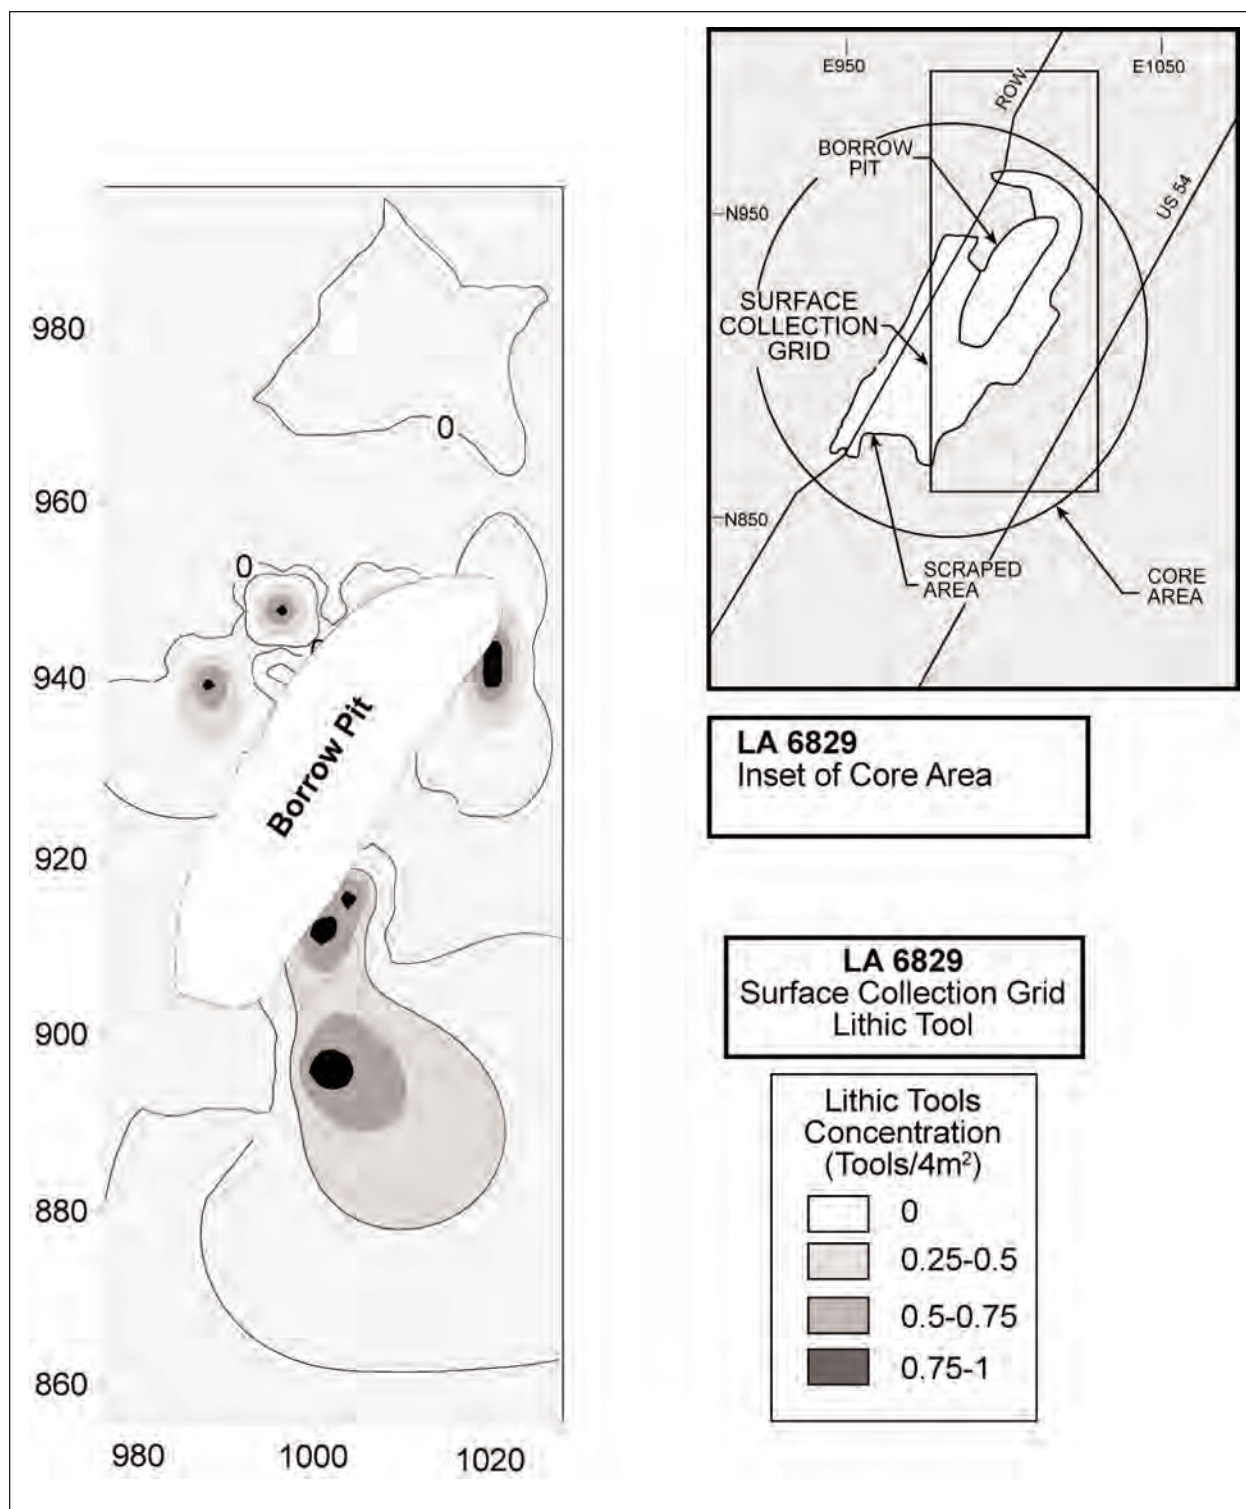 980
960
940
920
900
880
860
980
1000
1020
0
0
Borrow Pit
E950
E1050
ROW
BORROW
PIT
N950
US 54
SURFACE
COLLECTION
GRID
N850
SCRAPED
AREA
CORE
AREA
LA 6829
Inset of Core Area
LA 6829
Surface Collection Grid
Lithic Tool
Lithic Tools
Concentration
(Tools/4m²)
0
0.25-0.5
0.5-0.75
0.75-1